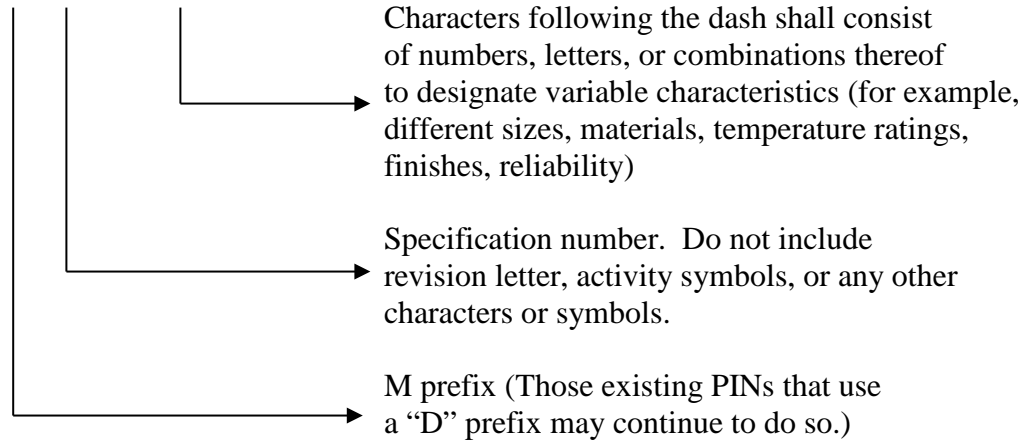 Characters following the dash shall consist
of numbers, letters, or combinations thereof
to designate variable characteristics (for example,
different sizes, materials, temperature ratings,
finishes, reliability)
Specification number.  Do not include
revision letter, activity symbols, or any other
characters or symbols.
M prefix (Those existing PINs that use
a “D” prefix may continue to do so.)